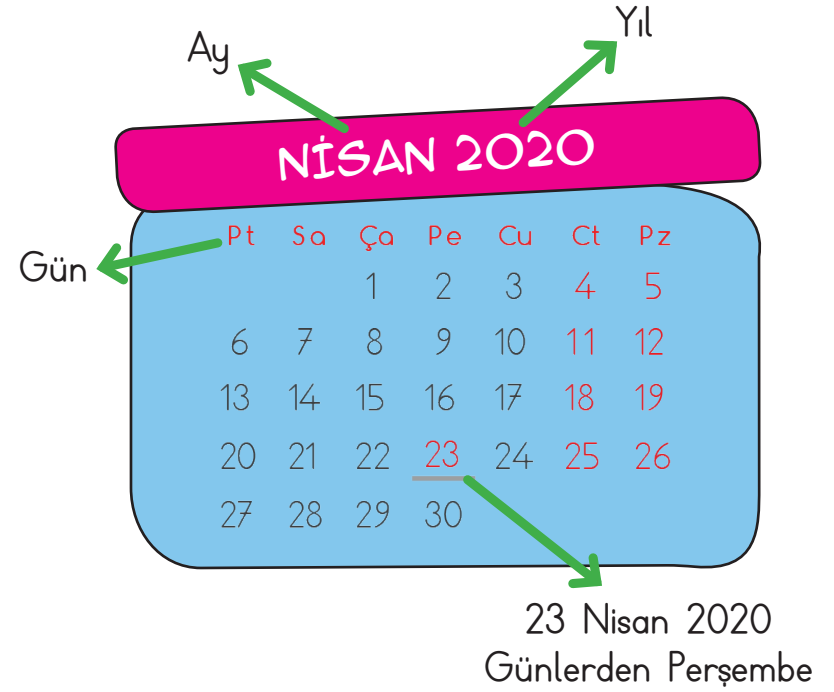 Yıl
Ay
NİSAN 2020
Pt Sa Ça Pe Cu Ct Pz
Gün
1 2 3 4 5
6 7 8 9 10 11 12
13 14 15 16 17 18 19
20 21 22 23 24 25 26
27 28 29 30
23 Nisan 2020
Günlerden Perşembe